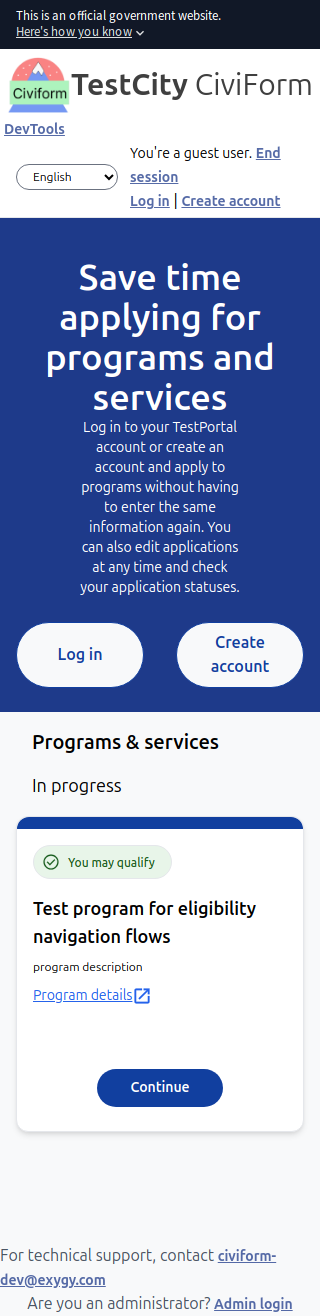 This is an official government website.
Here's how you know
Civiform
TestCity CiviForm
DevTools
English
You're a guest user. End
session
Log in | Create account
Save time
applying for
programs and
services
Log in to your TestPortal
account or create an
account and apply to
programs without having
to enter the same
information again. You
can also edit applications
at any time and check
your application statuses.
Log in
Create
account
Programs & services
In progress
You may qualify
Test program for eligibility
navigation flows
program description
Program details
Continue
For technical support, contact civiform-
dev@exygy.com
Are you an administrator? Admin login